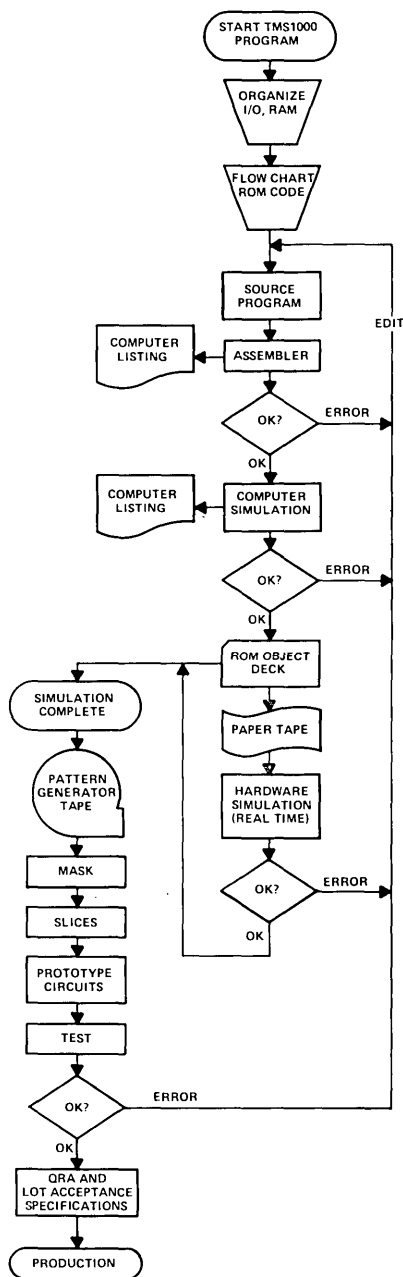 START TMS1000
PROGRAM
ORGANIZE
I/O, RAM
FLOW CHART
ROM CODE
SOURCE
PROGRAM
EDIT
COMPUTER
LISTING
ASSEMBLER
OK?
ERROR
OK
COMPUTER
LISTING
COMPUTER
SIMULATION
OK?
ERROR
OK
ROM OBJECT
DECK
SIMULATION
COMPLETE
PAPER TAPE
PATTERN
GENERATOR
TAPE
HARDWARE
SIMULATION
(REAL TIME)
MASK
OK?
ERROR
OK
SLICES
PROTOTYPE
CIRCUITS
TEST
OK?
ERROR
OK
QRA AND
LOT ACCEPTANCE
SPECIFICATIONS
PRODUCTION